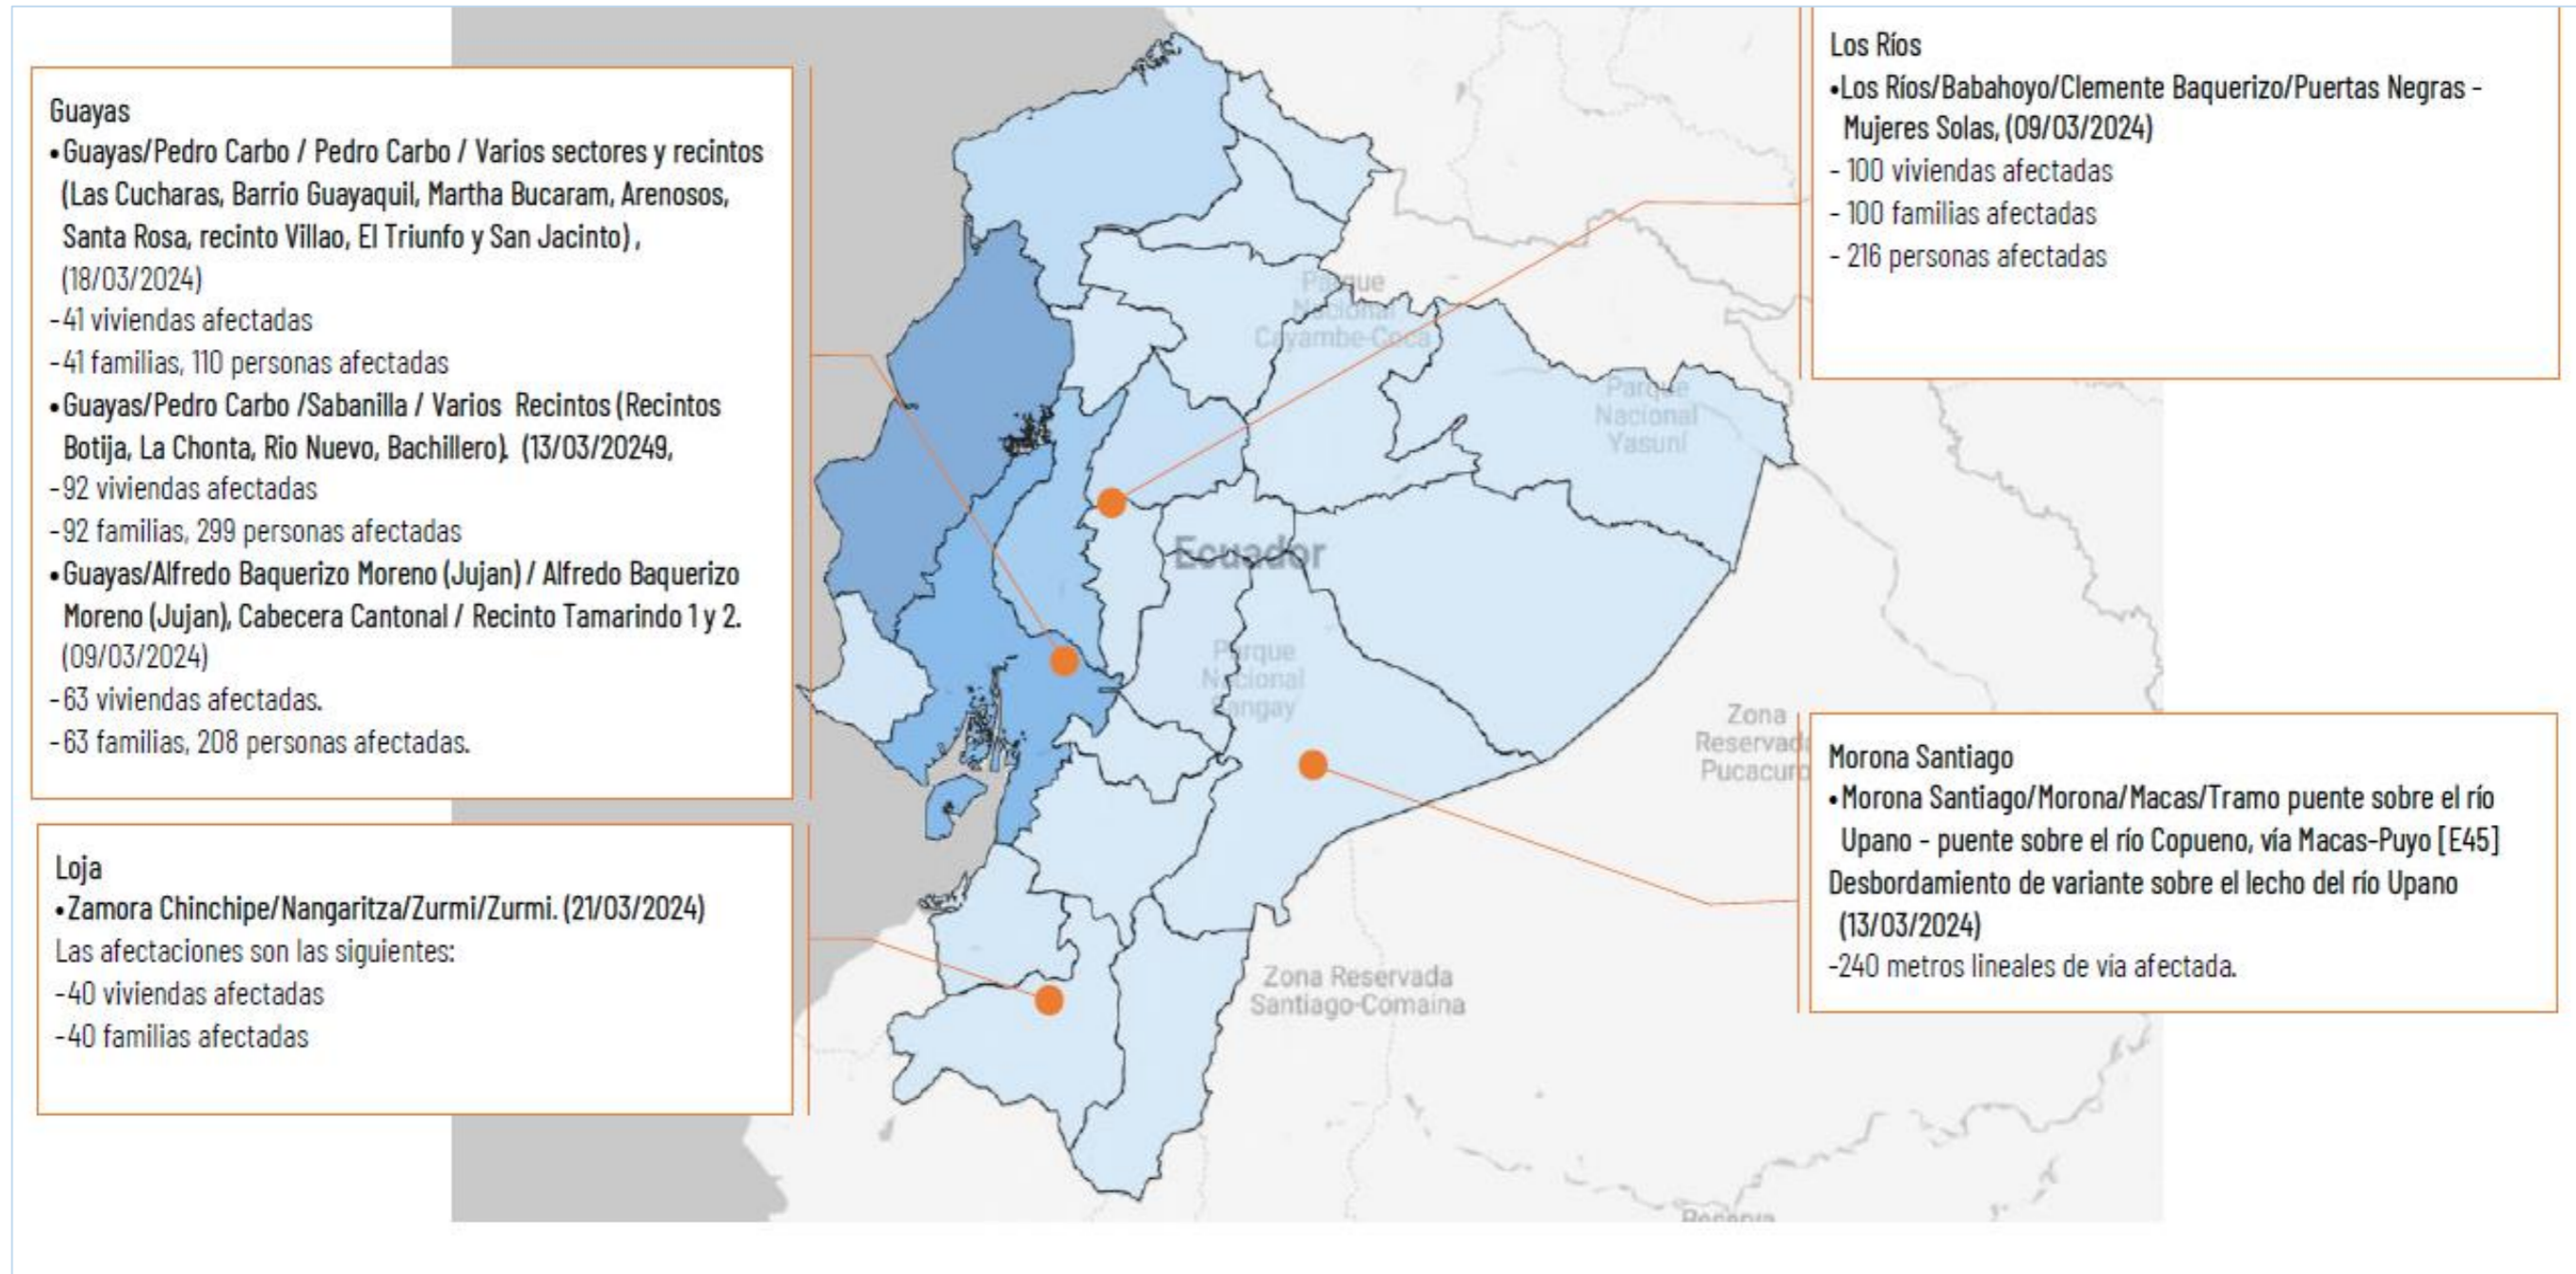 Guayas
•Guayas/Pedro Carbo / Pedro Carbo / Varios sectores y recintos
(Las Cucharas, Barrio Guayaquil, Martha Bucaram, Arenosos,
Santa Rosa, recinto Villao, El Triunfo y San Jacinto) ,
(18/03/2024)
-41 viviendas afectadas
-41 familias, 110 personas afectadas
•Guayas/Pedro Carbo /Sabanilla / Varios Recintos (Recintos
Botija, La Chonta, Rio Nuevo, Bachillero). (13/03/20249,
-92 viviendas afectadas
-92 familias, 299 personas afectadas
•Guayas/Alfredo Baquerizo Moreno (Jujan) / Alfredo Baquerizo
Moreno (Jujan), Cabecera Cantonal / Recinto Tamarindo 1 y 2.
(09/03/2024)
-63 viviendas afectadas.
-63 familias, 208 personas afectadas.
Loja
•Zamora Chinchipe/Nangaritza/Zurmi/Zurmi. (21/03/2024)
Las afectaciones son las siguientes:
-40 viviendas afectadas
-40 familias afectadas
Parque
Nacional
Cayambe-Coca
Parque
Nacional
Yasuní
Ecuador
Parque
Nacional
Sangay
Zona
Reservada
Pucacuro
Zona Reservada
Santiago-Comaina
Reserva
Los Ríos
•Los Ríos/Babahoyo/Clemente Baquerizo/Puertas Negras -
Mujeres Solas, (09/03/2024)
- 100 viviendas afectadas
- 100 familias afectadas
- 216 personas afectadas
Morona Santiago
•Morona Santiago/Morona/Macas/Tramo puente sobre el río
Upano - puente sobre el río Copueno, vía Macas-Puyo [E45]
Desbordamiento de variante sobre el lecho del río Upano
(13/03/2024)
-240 metros lineales de vía afectada.